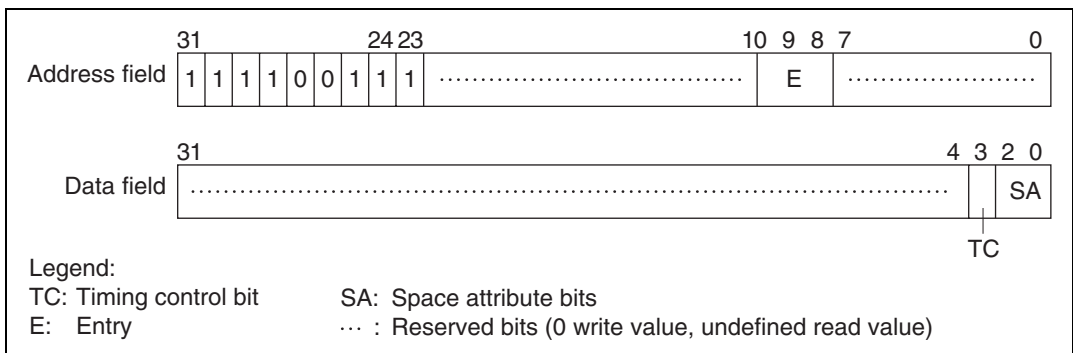 31 24 23 10 9 8 7 0
Address field 1 1 1 1 0 0 1 1 1 ⋯ E ⋯
31 4 3 2 0
Data field ⋯ SA
TC
Legend:
TC: Timing control bit SA: Space attribute bits
E: Entry ⋯ : Reserved bits (0 write value, undefined read value)